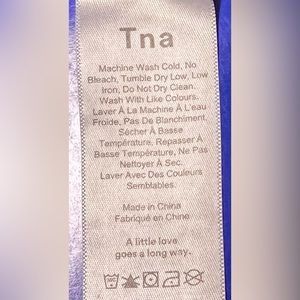 Tna
Machine Wash Cold, No
Bleach, Tumble Dry Low, Low
Iron, Do Not Dry Clean.
Wash With Like Colours.
Laver À La Machine À L'eau
Froide, Pas De Blanchiment,
Sécher À Basse
Température, Repasser À
Basse Température, Ne Pas
Nettoyer À Sec.
Laver Avec Des Couleurs
Semblables.
Made in China
Fabriqué en Chine
A little love
goes a long way.